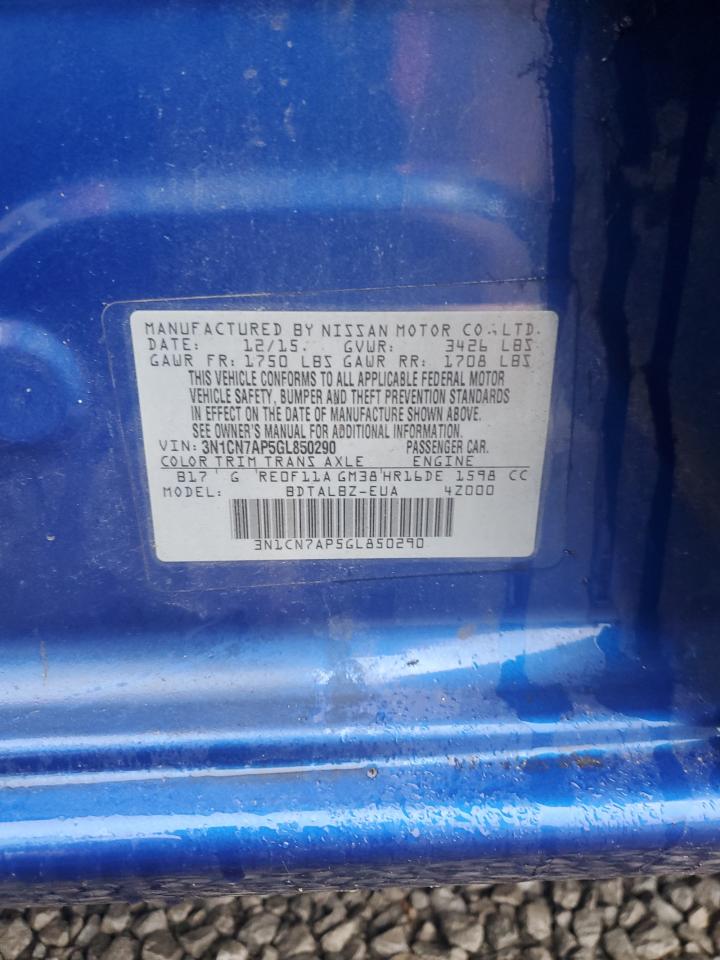 MANUFACTURED BY NISSAN MOTOR CO., LTD.
DATE: 12/15. GVWR: 3426 LBS
GAWR FR: 1750 LBS GAWR RR: 1708 LBS
THIS VEHICLE CONFORMS TO ALL APPLICABLE FEDERAL MOTOR
VEHICLE SAFETY, BUMPER AND THEFT PREVENTION STANDARDS
IN EFFECT ON THE DATE OF MANUFACTURE SHOWN ABOVE.
SEE OWNER'S MANUAL FOR ADDITIONAL INFORMATION.
VIN: 3N1CN7AP5GL850290 PASSENGER CAR.
COLOR TRIM TRANS AXLE ENGINE
B17 G RE0F11A GM38 HR16DE 1598 CC
MODEL: BDTALBZ-EUA 4Z000
3N1CN7AP5GL850290